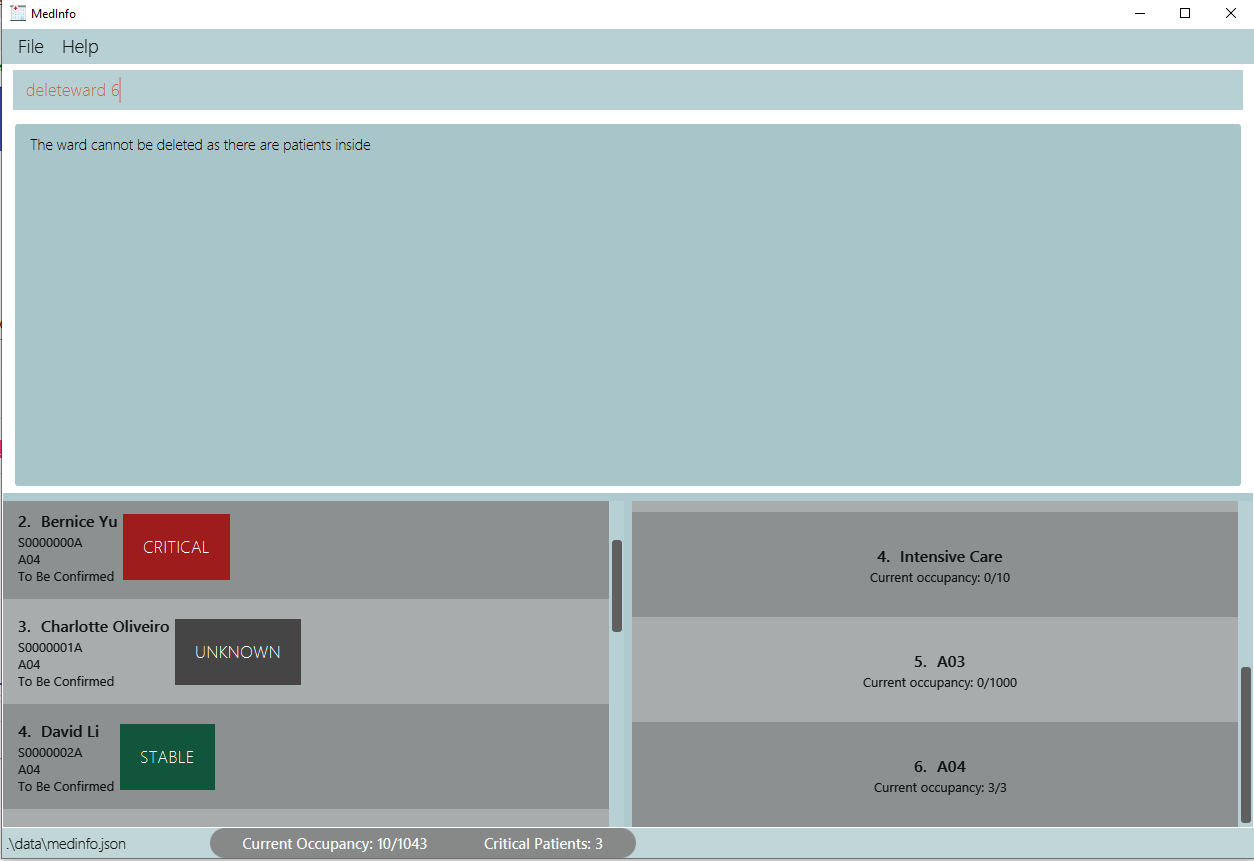 MedInfo
File Help
deleteward 6
The ward cannot be deleted as there are patients inside
2. Bernice Yu
S0000000A
A04
To Be Confirmed
CRITICAL
3. Charlotte Oliveiro
S0000001A
A04
To Be Confirmed
UNKNOWN
4. David Li
S0000002A
A04
To Be Confirmed
STABLE
4. Intensive Care
Current occupancy: 0/10
5. A03
Current occupancy: 0/1000
6. A04
Current occupancy: 3/3
.\data\medinfo.json
Current Occupancy: 10/1043
Critical Patients: 3